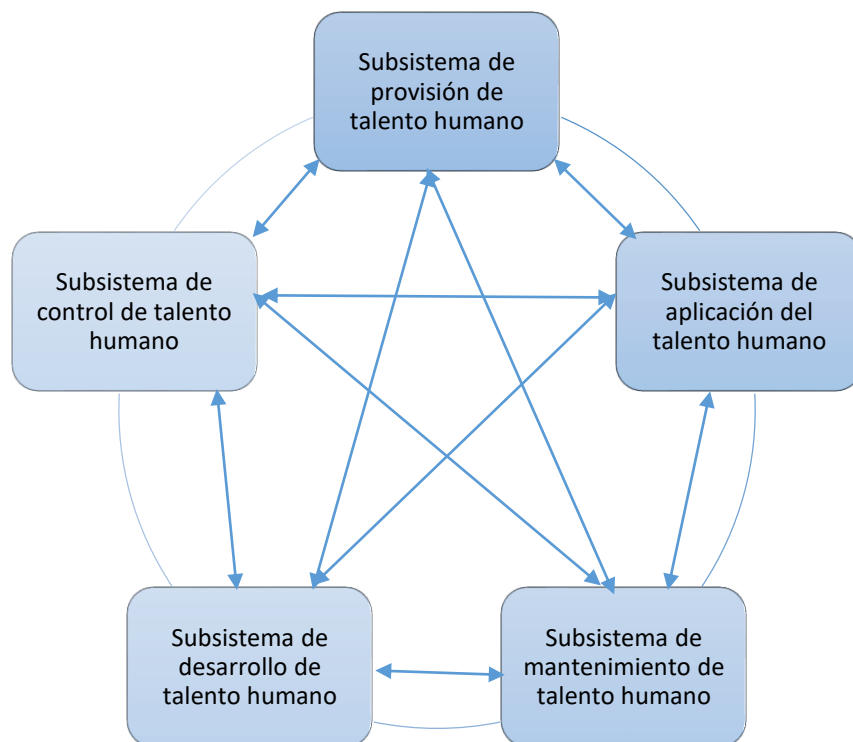 Subsistema de
provisión de
talento humano
Subsistema de
control de talento
humano
Subsistema de
aplicación del
talento humano
Subsistema de
desarrollo de
talento humano
Subsistema de
mantenimiento de
talento humano